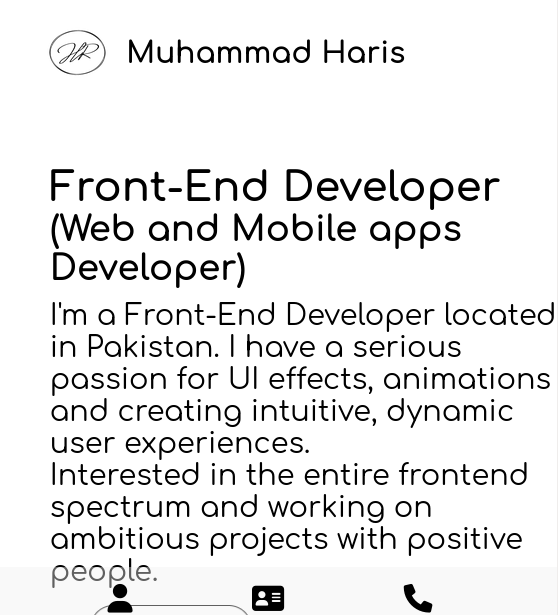 HR
Muhammad Haris
Front-End Developer
(Web and Mobile apps
Developer)
I'm a Front-End Developer located
in Pakistan. I have a serious
passion for UI effects, animations
and creating intuitive, dynamic
user experiences.
Interested in the entire frontend
spectrum and working on
ambitious projects with positive
people.